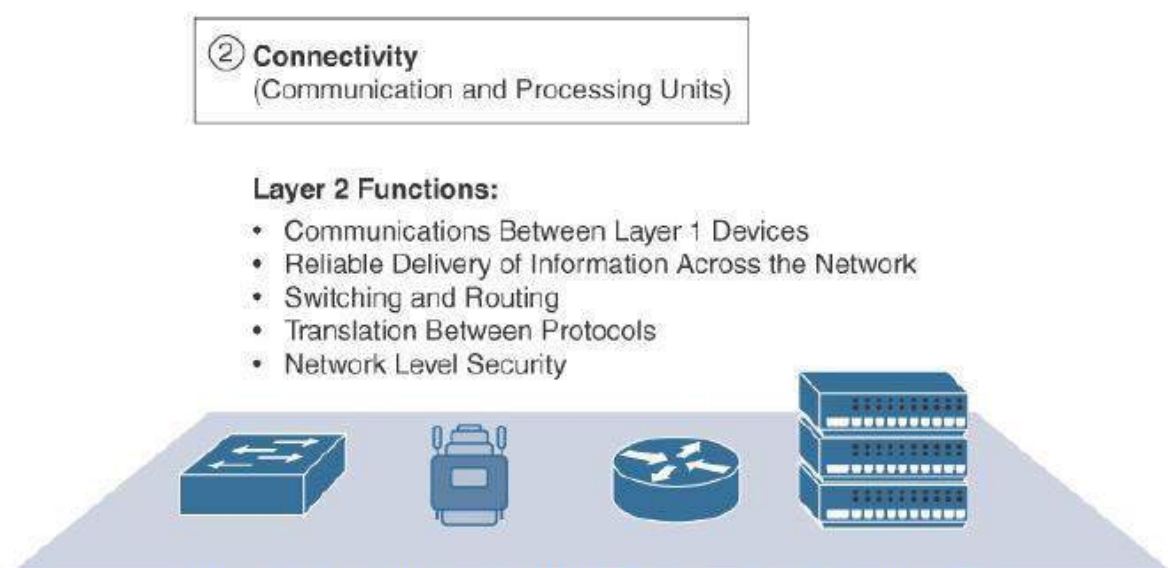 ② Connectivity
(Communication and Processing Units)
Layer 2 Functions:
• Communications Between Layer 1 Devices
• Reliable Delivery of Information Across the Network
• Switching and Routing
• Translation Between Protocols
• Network Level Security